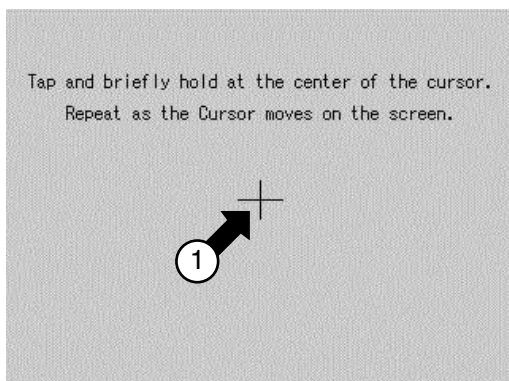 Tap and briefly hold at the center of the cursor.
Repeat as the Cursor moves on the screen.
1